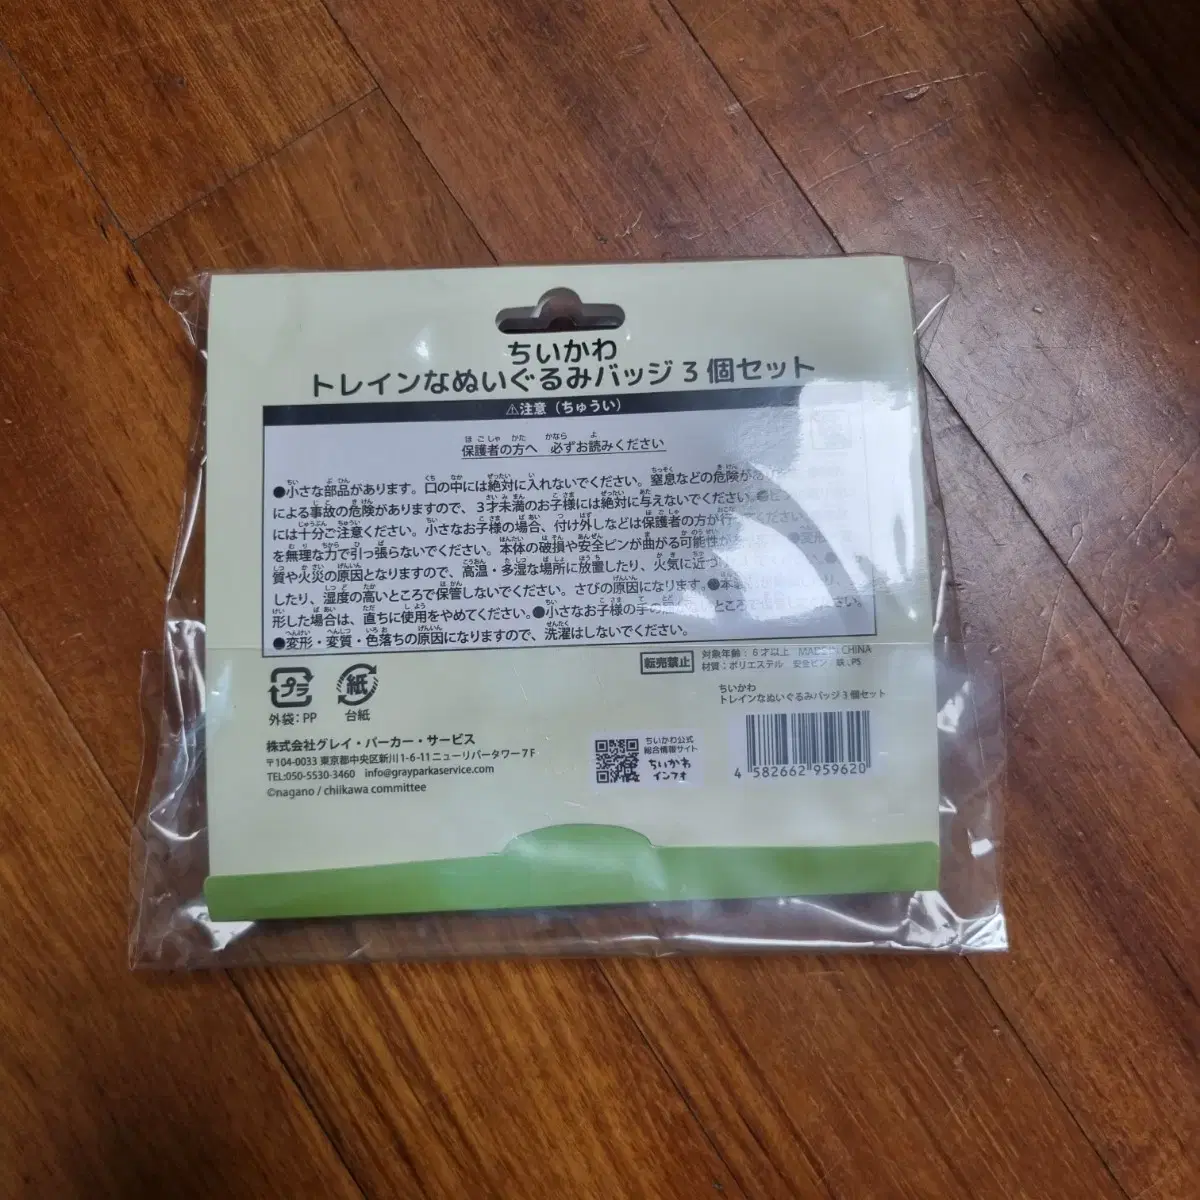 ちいかわ
トレインなぬいぐるみバッジ3個セット
⚠注意（ちゅうい）
保護者の方へ 必ずお読みください
●小さな部品があります。口の中には絶対に入れないでください。窒息などの危険が
による事故の危険がありますので、3才未満のお子様には絶対に与えないでください。●ピン
には十分ご注意ください。小さなお子様の場合、付け外しなどは保護者の方が行
を無理な力で引っ張らないでください。本体の破損や安全ピンが曲がる可能性が
質や火災の原因となりますので、高温・多湿な場所に放置したり、火気に近づ
したり、湿度の高いところで保管しないでください。さびの原因になります。●本
形した場合は、直ちに使用をやめてください。●小さなお子様の手の
●変形・変質・色落ちの原因になりますので、洗濯はしないでください。
転売禁止
対象年齢：6才以上 MADE IN CHINA
材質：ポリエステル 安全ピン：鉄、PS
プラ
外袋：PP
紙
台紙
ちいかわ
トレインなぬいぐるみバッジ3個セット
株式会社グレイ・パーカー・サービス
〒104-0033 東京都中央区新川1-6-11ニューリバータワー7F
TEL:050-5530-3460 info@grayparkaservice.com
©nagano / chiikawa committee
ちいかわ公式
総合情報サイト
ちいかわ
インフォ
4 582662 959620